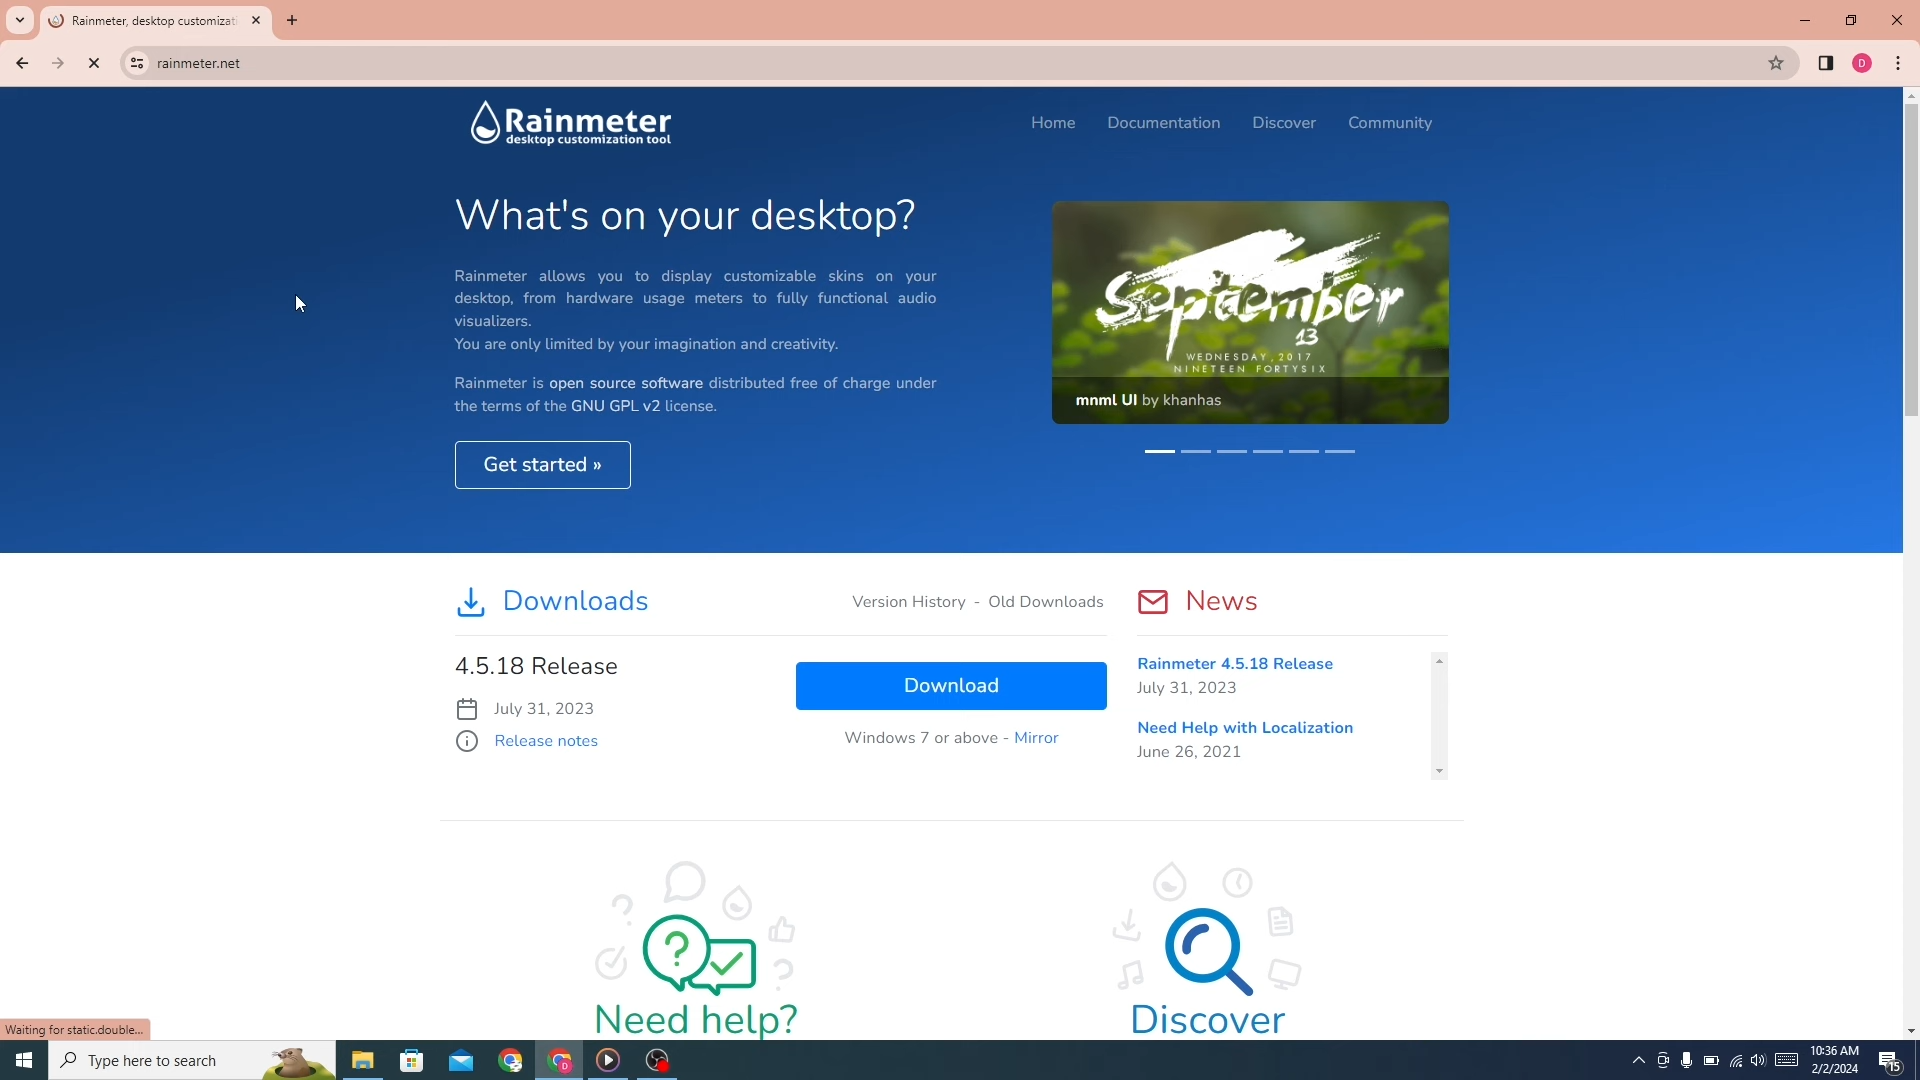 Rainmeter, desktop customizati
rainmeter.net
D
Rainmeter
desktop customization tool
Home
Documentation
Discover
Community
What's on your desktop?
Rainmeter allows you to display customizable skins on your
desktop, from hardware usage meters to fully functional audio
visualizers.
You are only limited by your imagination and creativity.
Rainmeter is open source software distributed free of charge under
the terms of the GNU GPL v2 license.
Get started »
September
13
WEDNESDAY, 2017
NINETEEN FORTYSIX
mnml UI by khanhas
Downloads
Version History - Old Downloads
4.5.18 Release
July 31, 2023
Release notes
Download
Windows 7 or above - Mirror
News
Rainmeter 4.5.18 Release
July 31, 2023
Need Help with Localization
June 26, 2021
Need help?
Discover
Waiting for static.double...
Type here to search
D
10:36 AM
2/2/2024
15